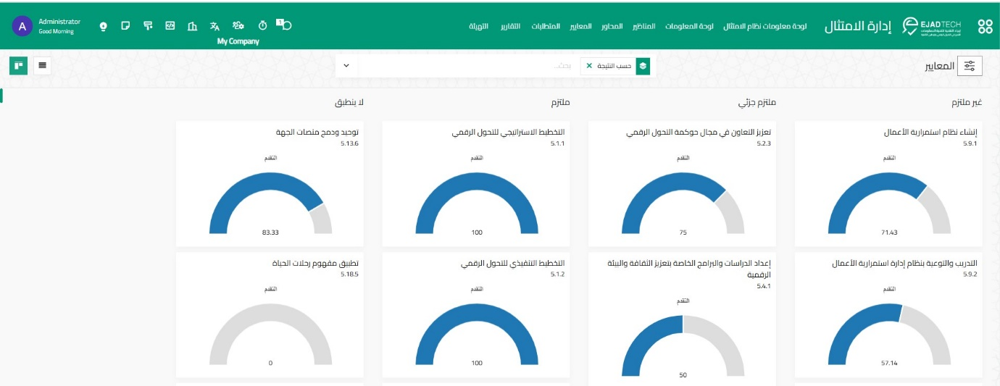 EJADTECH
إدارة الامتثال
لوحة معلومات نظام الامتثال
لوحة المعلومات
المناظير
المحاور
المعايير
المتطلبات
التقارير
التهيئة
1
My Company
Administrator
Good Morning
A
المعايير
حسب النتيجة
بحث...
غير ملتزم
إنشاء نظام استمرارية الأعمال
5.9.1
التقدم
71.43
التدريب والتوعية بنظام إدارة استمرارية الأعمال
5.9.2
التقدم
57.14
ملتزم جزئي
تعزيز التعاون في مجال حوكمة التحول الرقمي
5.2.3
التقدم
75
إعداد الدراسات والبرامج الخاصة بتعزيز الثقافة والبيئة
الرقمية
5.4.1
التقدم
50
ملتزم
التخطيط الاستراتيجي للتحول الرقمي
5.1.1
التقدم
100
التخطيط التنفيذي للتحول الرقمي
5.1.2
التقدم
100
لا ينطبق
توحيد ودمج منصات الجهة
5.13.6
التقدم
83.33
تطبيق مفهوم رحلات الحياة
5.18.5
التقدم
0